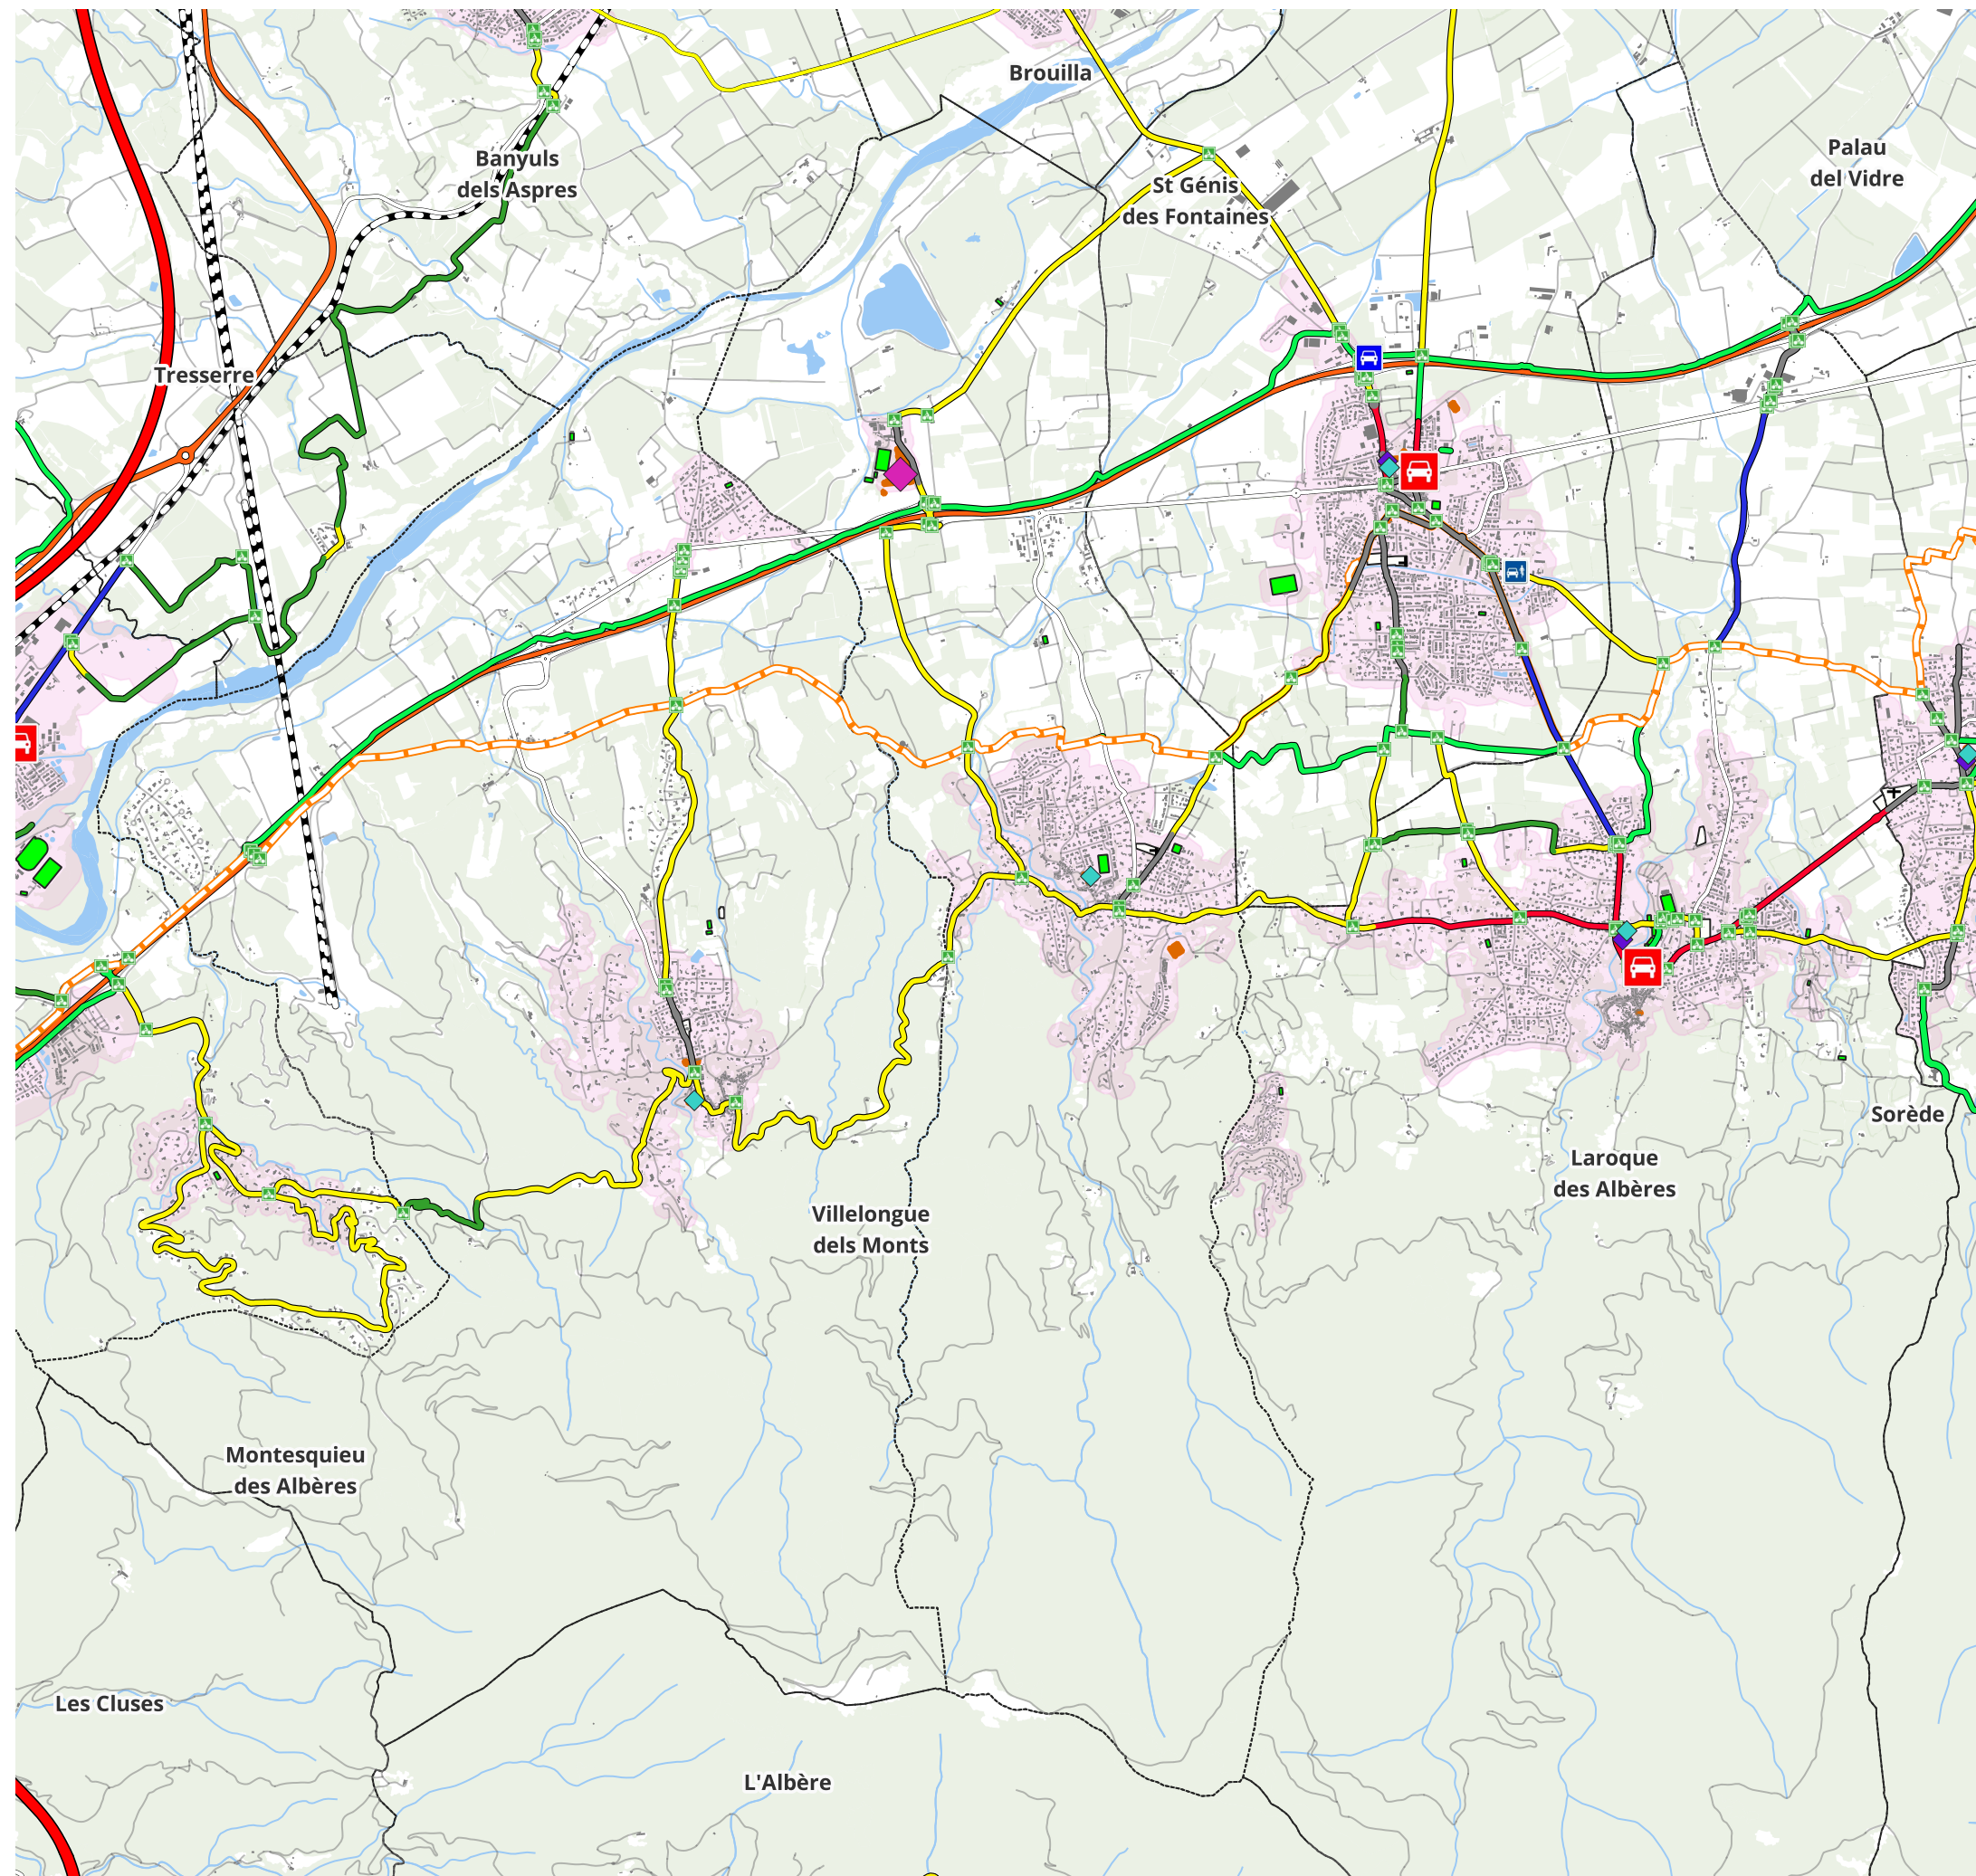 Brouilla
Banyuls
dels Aspres
St Génis
des Fontaines
Palau
del Vidre
Tresserre
Sorède
Laroque
des Albères
Villelongue
dels Monts
Montesquieu
des Albères
Les Cluses
L'Albère